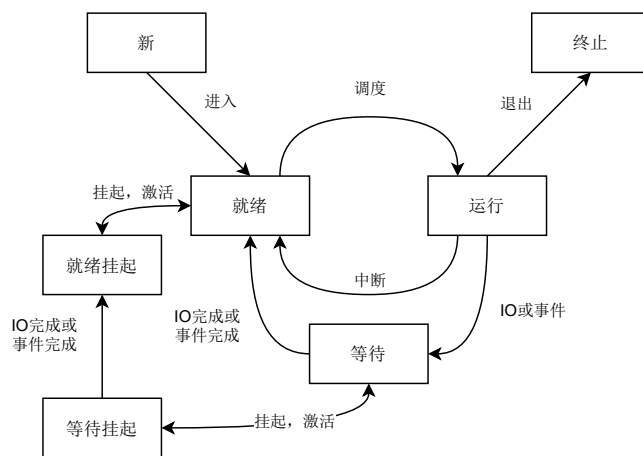 新
终止
进入
调度
退出
挂起，激活
就绪
运行
就绪挂起
中断
IO完成或
事件完成
IO完成或
事件完成
IO或事件
等待
等待挂起
挂起，激活